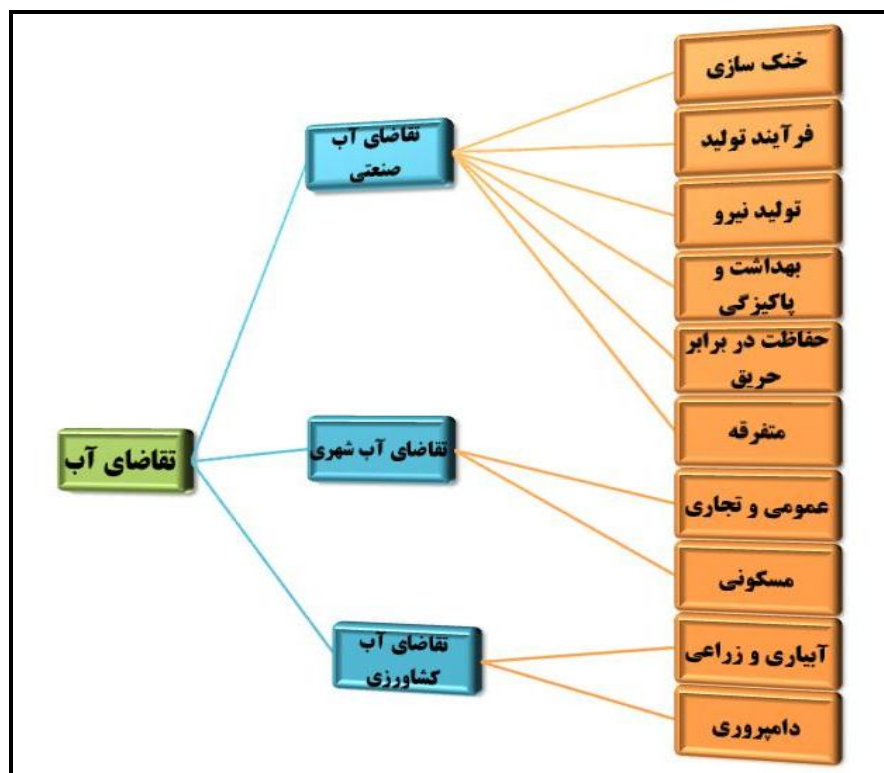 خنک سازی
فرآیند تولید
تولید نیرو
بهداشت و
پاکیزگی
حفاظت در برابر
حریق
متفرقه
عمومی و تجاری
مسکونی
آبیاری و زراعی
دامپروری
تقاضای آب
صنعتی
تقاضای آب شهری
تقاضای آب
کشاورزی
تقاضای آب